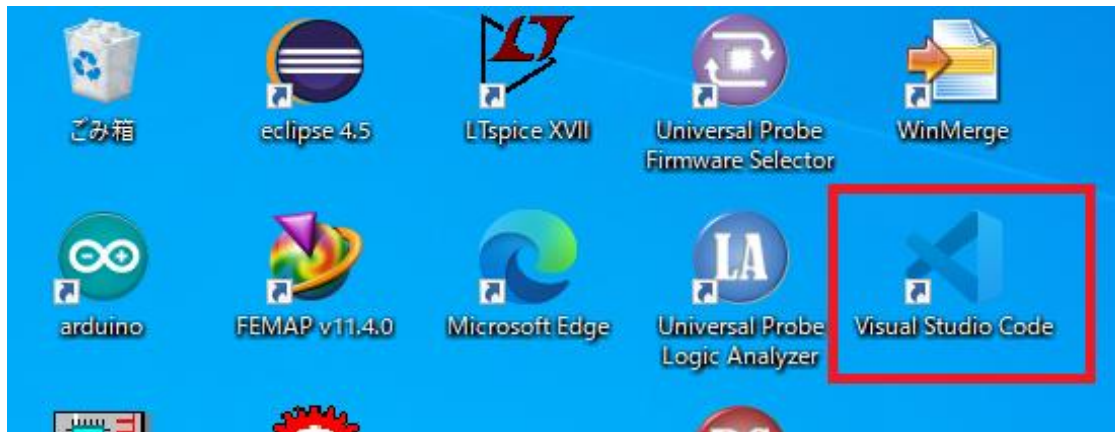 ごみ箱
eclipse 4.5
LTspice XVII
Universal Probe
Firmware Selector
WinMerge
LA
arduino
FEMAP v11.4.0
Microsoft Edge
Universal Probe
Logic Analyzer
Visual Studio Code